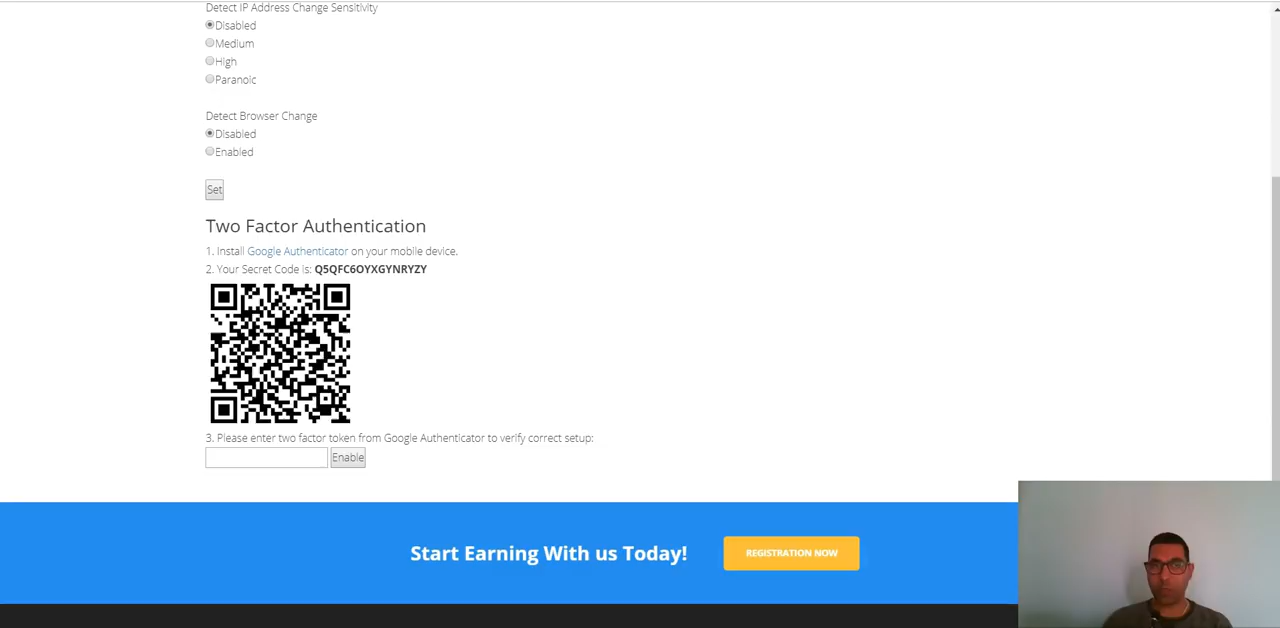 Detect IP Address Change Sensitivity
Disabled
Medium
High
Paranoic
Detect Browser Change
Disabled
Enabled
Set
Two Factor Authentication
1. Install Google Authenticator on your mobile device.
2. Your Secret Code is: Q5QFC6OYXGYNRYZY
3. Please enter two factor token from Google Authenticator to verify correct setup:
Enable
Start Earning With us Today!
REGISTRATION NOW